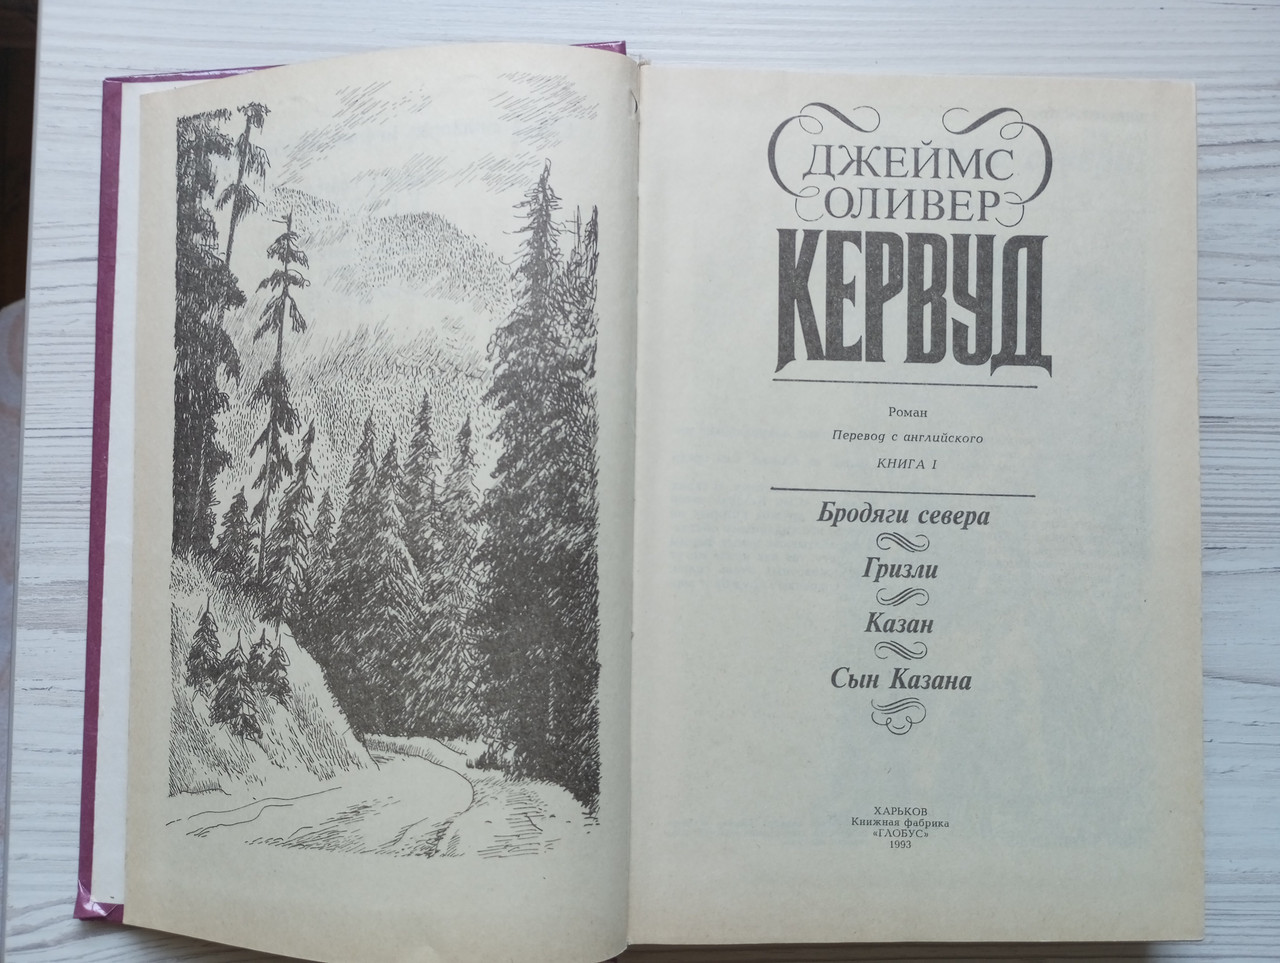 ДЖЕЙМС
ОЛИВЕР
КЕРВУД
Роман
Перевод с английского
КНИГА I
Бродяги севера
Гризли
Казан
Сын Казана
ХАРЬКОВ
Книжная фабрика
«ГЛОБУС»
1993